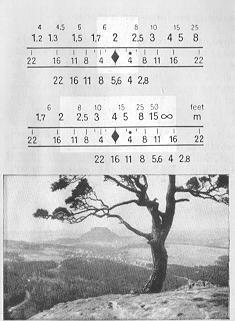 4 4,5 5 6 8 10 15 25
1,2 1,3 1,5 1,7 2 2,5 3 4 5 8
22 16 11 8 4 4 8 11 16 22
22 16 11 8 5,6 4 2,8
6 8 10 15 25 50 feet
1,7 2 2,5 3 4 5 8 15 ∞ m
22 16 11 8 4 4 8 11 16 22
22 16 11 8 5,6 4 2,8